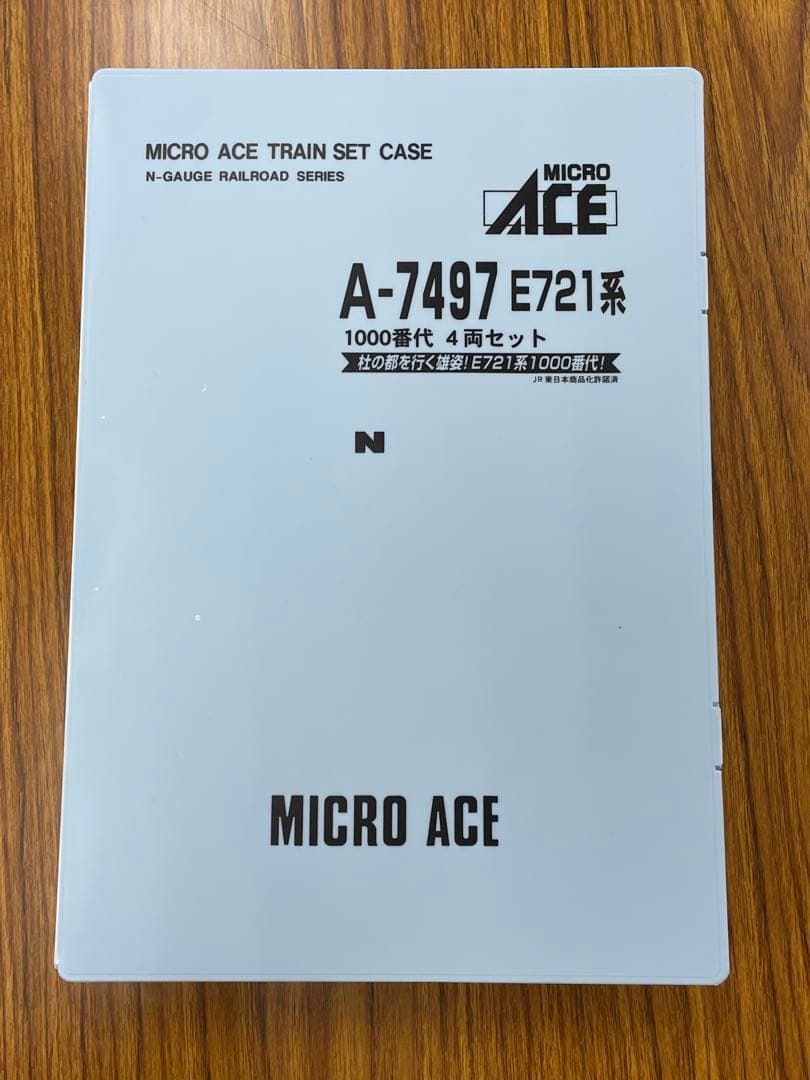 MICRO ACE TRAIN SET CASE
N-GAUGE RAILROAD SERIES
MICRO
ACE
A-7497 E721系
1000番代 4両セット
杜の都を行く雄姿!E721系1000番代!
JR東日本商品化許諾済
N
MICRO ACE